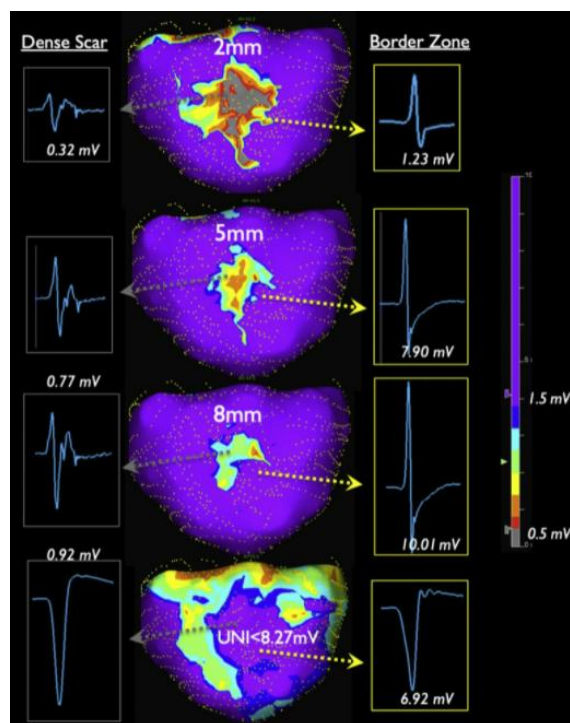 Dense Scar
2mm
Border Zone
0.32 mV
1.23 mV
5mm
0.77 mV
7.90 mV
8mm
1.5 mV
0.5 mV
0.92 mV
10.01 mV
UNI<8.27mV
6.92 mV